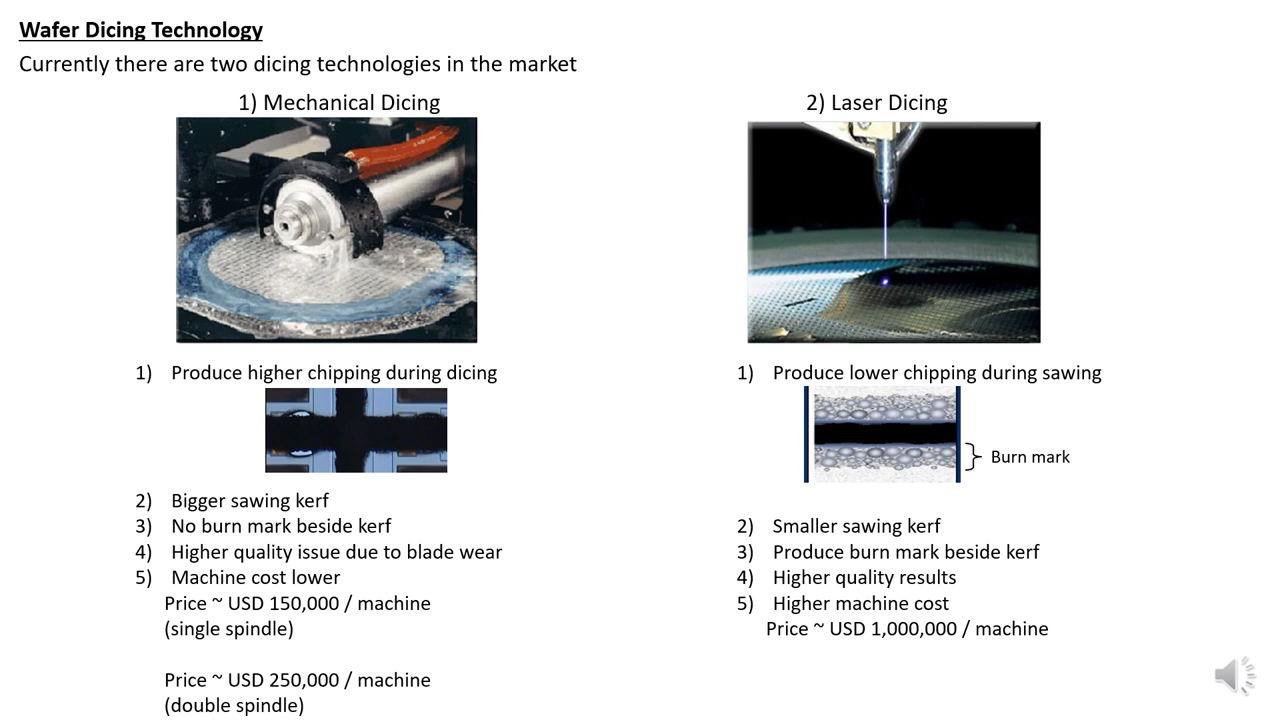 Wafer Dicing Technology
Currently there are two dicing technologies in the market
1) Mechanical Dicing
1) Produce higher chipping during dicing
2) Bigger sawing kerf
3) No burn mark beside kerf
4) Higher quality issue due to blade wear
5) Machine cost lower
Price ~ USD 150,000 / machine
(single spindle)
Price ~ USD 250,000 / machine
(double spindle)
2) Laser Dicing
1) Produce lower chipping during sawing
Burn mark
2) Smaller sawing kerf
3) Produce burn mark beside kerf
4) Higher quality results
5) Higher machine cost
Price ~ USD 1,000,000 / machine